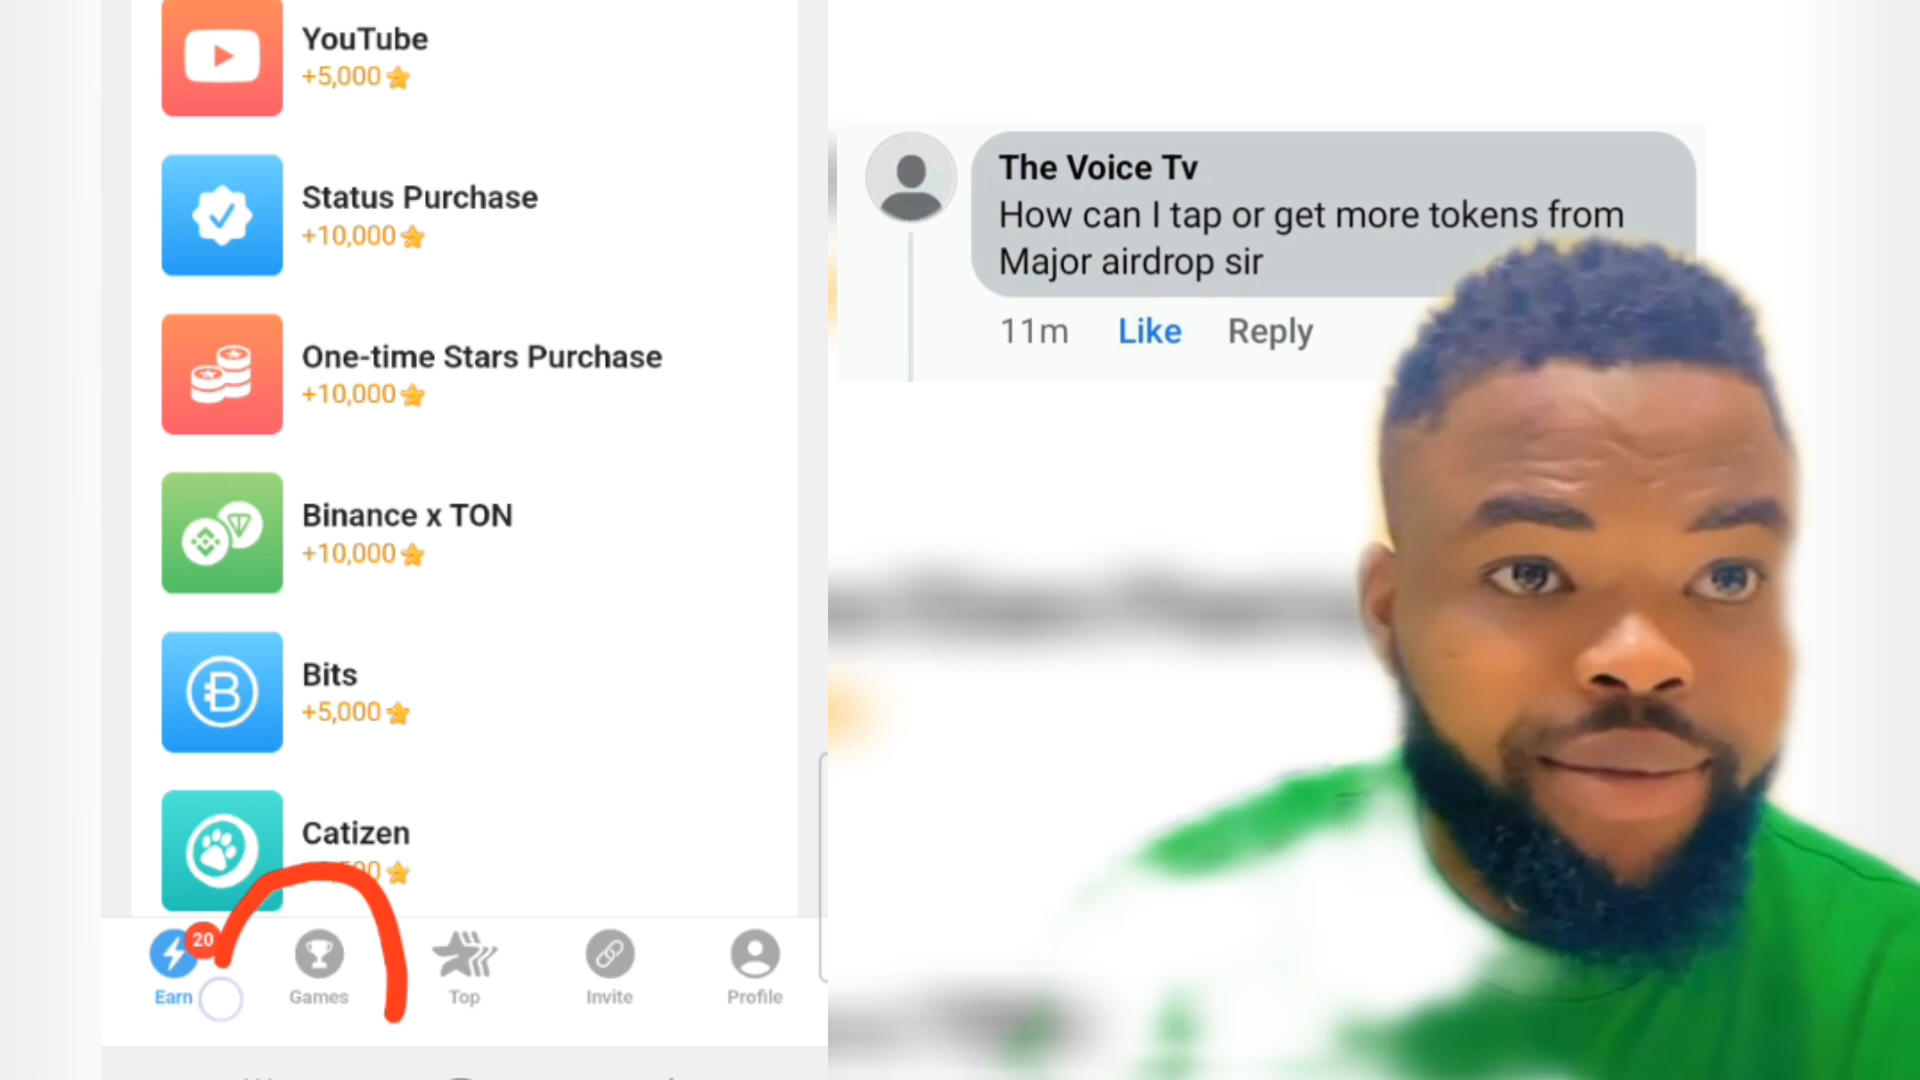 YouTube
+5,000
Status Purchase
+10,000
One-time Stars Purchase
+10,000
Binance x TON
+10,000
Bits
+5,000
Catizen
20
Earn
Games
Top
Invite
Profile
The Voice Tv
How can I tap or get more tokens from
Major airdrop sir
11m Like Reply